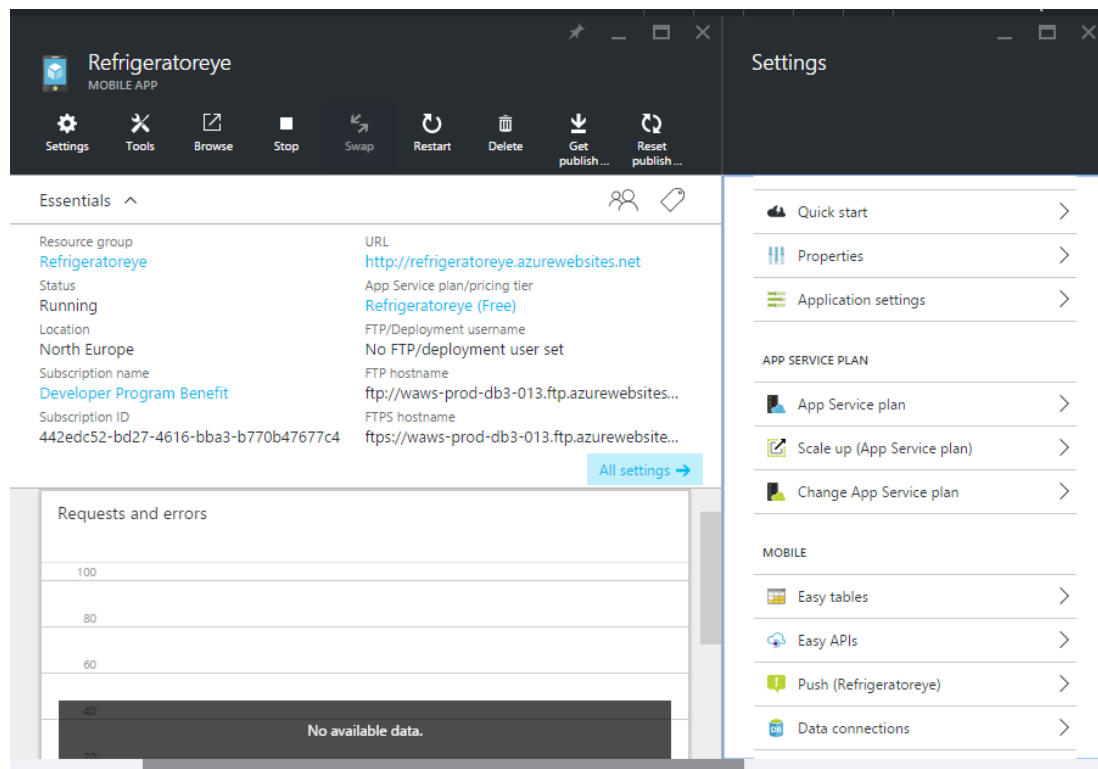 Refrigeratoreye
MOBILE APP
Settings
Tools
Browse
Stop
Swap
Restart
Delete
Get publish ...
Reset publish ...
Essentials
Resource group
Refrigeratoreye
Status
Running
Location
North Europe
Subscription name
Developer Program Benefit
Subscription ID
442edc52-bd27-4616-bba3-b770b47677c4
URL
http://refrigeratoreye.azurewebsites.net
App Service plan/pricing tier
Refrigeratoreye (Free)
FTP/Deployment username
No FTP/deployment user set
FTP hostname
ftp://waws-prod-db3-013.ftp.azurewebsites...
FTPS hostname
ftps://waws-prod-db3-013.ftp.azurewebsite...
All settings
Requests and errors
100
80
60
40
20
No available data.
Settings
Quick start
Properties
Application settings
APP SERVICE PLAN
App Service plan
Scale up (App Service plan)
Change App Service plan
MOBILE
Easy tables
Easy APIs
Push (Refrigeratoreye)
Data connections